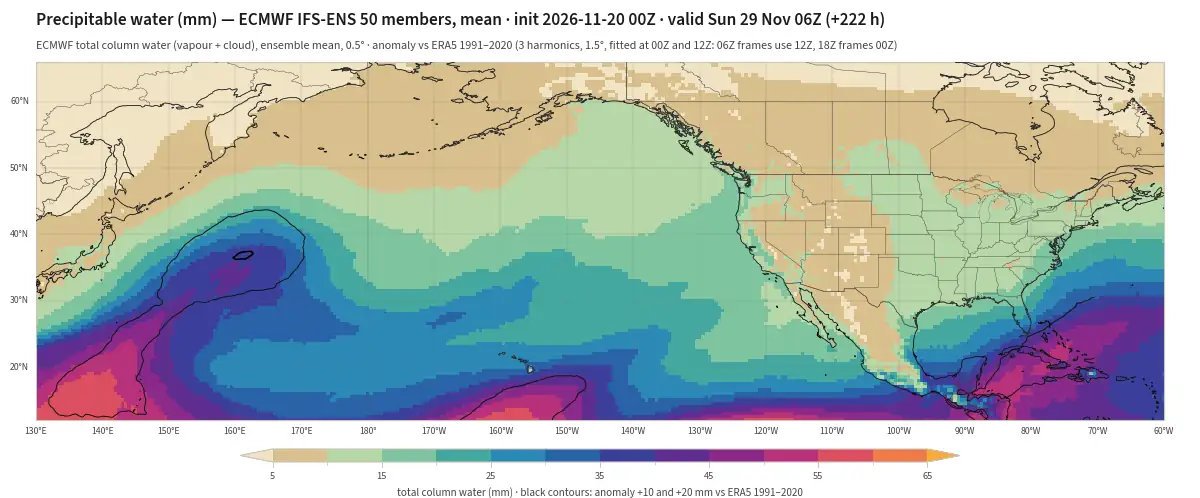 Precipitable water (mm) — ECMWF IFS-ENS 50 members, mean · init 2026-11-20 00Z · valid Sun 29 Nov 06Z (+222 h)
ECMWF total column water (vapour + cloud), ensemble mean, 0.5° · anomaly vs ERA5 1991–2020 (3 harmonics, 1.5°, fitted at 00Z and 12Z: 06Z frames use 12Z, 18Z frames 00Z)
60°N
50°N
40°N
30°N
20°N
130°E 140°E 150°E 160°E 170°E 180° 170°W 160°W 150°W 140°W 130°W 120°W 110°W 100°W 90°W 80°W 70°W 60°W
5 15 25 35 45 55 65
total column water (mm) · black contours: anomaly +10 and +20 mm vs ERA5 1991–2020